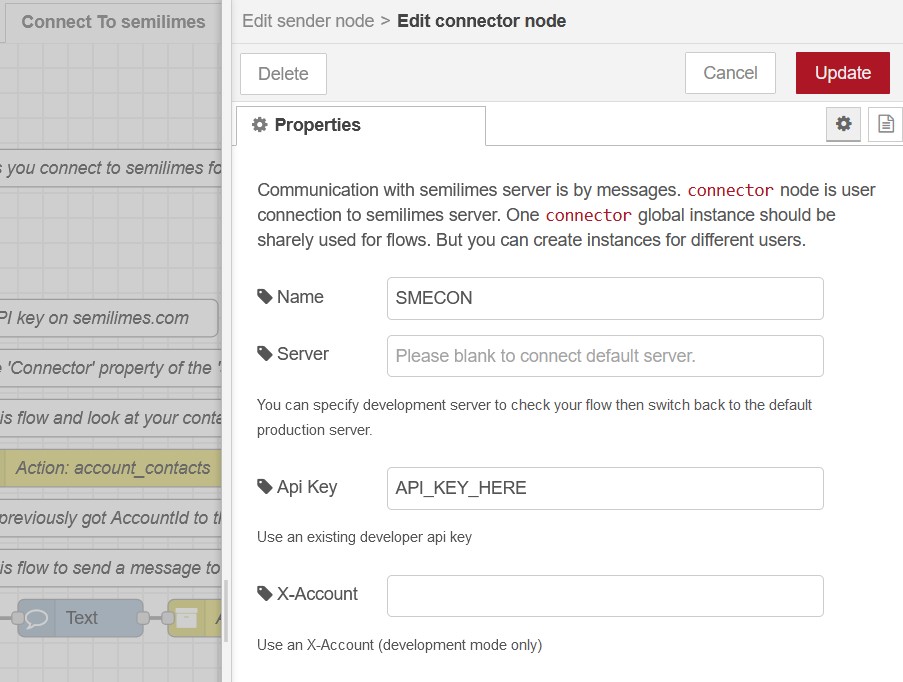 Connect To semilimes
Edit sender node > Edit connector node
Delete
Cancel
Update
Properties
s you connect to semilimes fo
Communication with semilimes server is by messages. connector node is user
connection to semilimes server. One connector global instance should be
sharely used for flows. But you can create instances for different users.
Name
SMECON
PI key on semilimes.com
Server
Please blank to connect default server.
'Connector' property of the '
You can specify development server to check your flow then switch back to the default
production server.
is flow and look at your conta
Action: account_contacts
Api Key
API_KEY_HERE
previously got AccountId to t
Use an existing developer api key
is flow to send a message to
X-Account
Text
Use an X-Account (development mode only)